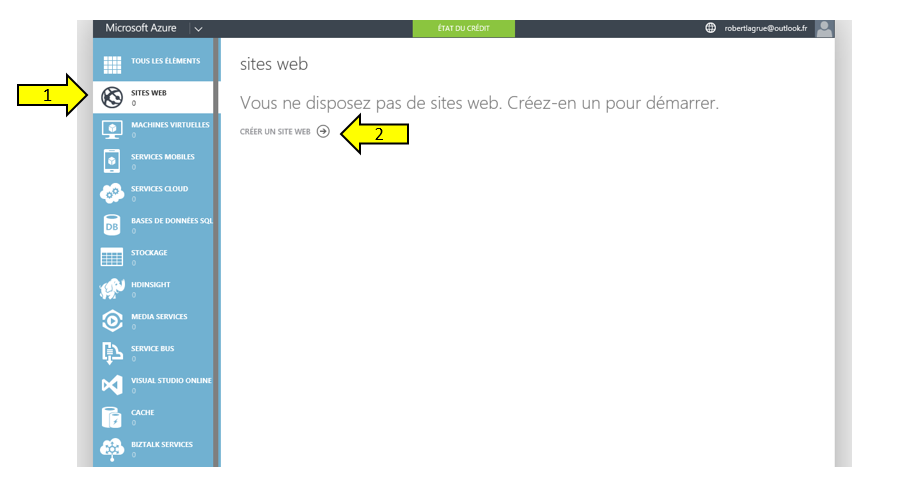 Microsoft Azure
ÉTAT DU CRÉDIT
robertlagrue@outlook.fr
TOUS LES ÉLÉMENTS
SITES WEB
0
MACHINES VIRTUELLES
0
SERVICES MOBILES
0
SERVICES CLOUD
0
DB
BASES DE DONNÉES SQL
0
STOCKAGE
0
HDINSIGHT
0
MEDIA SERVICES
0
SERVICE BUS
0
VISUAL STUDIO ONLINE
0
CACHE
0
BIZTALK SERVICES
0
1
sites web
Vous ne disposez pas de sites web. Créez-en un pour démarrer.
CRÉER UN SITE WEB
2